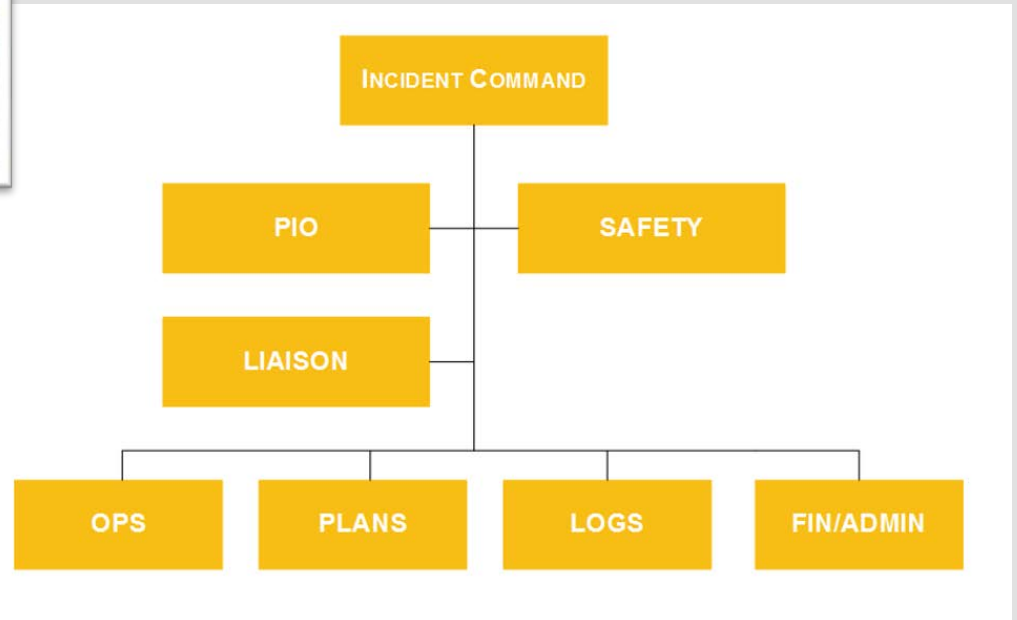 INCIDENT COMMAND
PIO
SAFETY
LIAISON
OPS
PLANS
LOGS
FIN/ADMIN